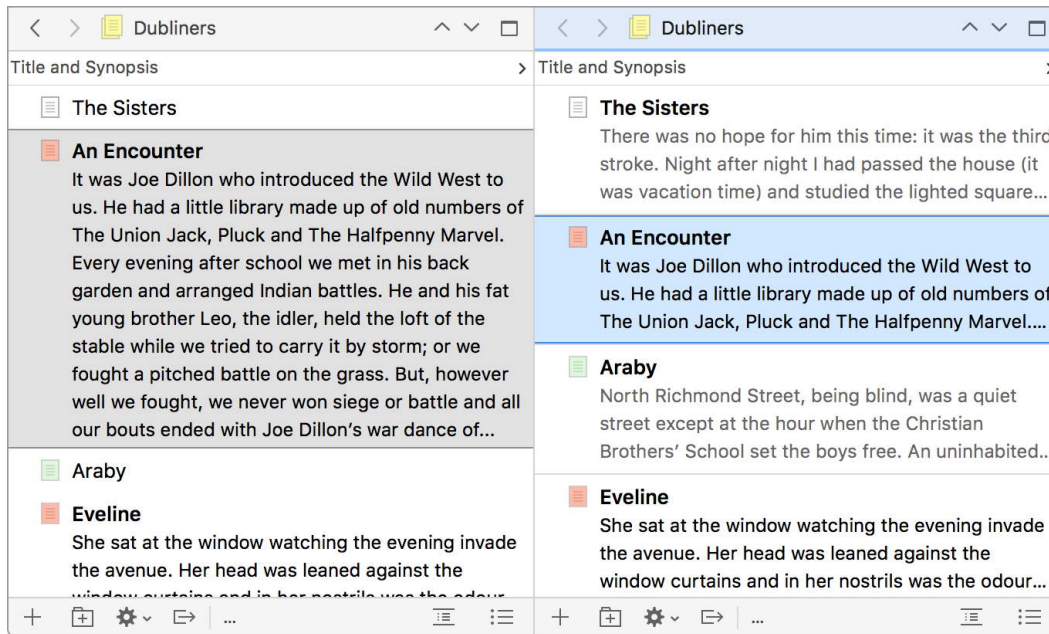 Dubliners
Title and Synopsis
The Sisters
An Encounter
It was Joe Dillon who introduced the Wild West to
us. He had a little library made up of old numbers of
The Union Jack, Pluck and The Halfpenny Marvel.
Every evening after school we met in his back
garden and arranged Indian battles. He and his fat
young brother Leo, the idler, held the loft of the
stable while we tried to carry it by storm; or we
fought a pitched battle on the grass. But, however
well we fought, we never won siege or battle and all
our bouts ended with Joe Dillon’s war dance of...
Araby
Eveline
She sat at the window watching the evening invade
the avenue. Her head was leaned against the
window curtains and in her nostrils was the odour
...
Dubliners
Title and Synopsis
The Sisters
There was no hope for him this time: it was the third
stroke. Night after night I had passed the house (it
was vacation time) and studied the lighted square...
An Encounter
It was Joe Dillon who introduced the Wild West to
us. He had a little library made up of old numbers of
The Union Jack, Pluck and The Halfpenny Marvel....
Araby
North Richmond Street, being blind, was a quiet
street except at the hour when the Christian
Brothers’ School set the boys free. An uninhabited..
Eveline
She sat at the window watching the evening invade
the avenue. Her head was leaned against the
window curtains and in her nostrils was the odour...
...